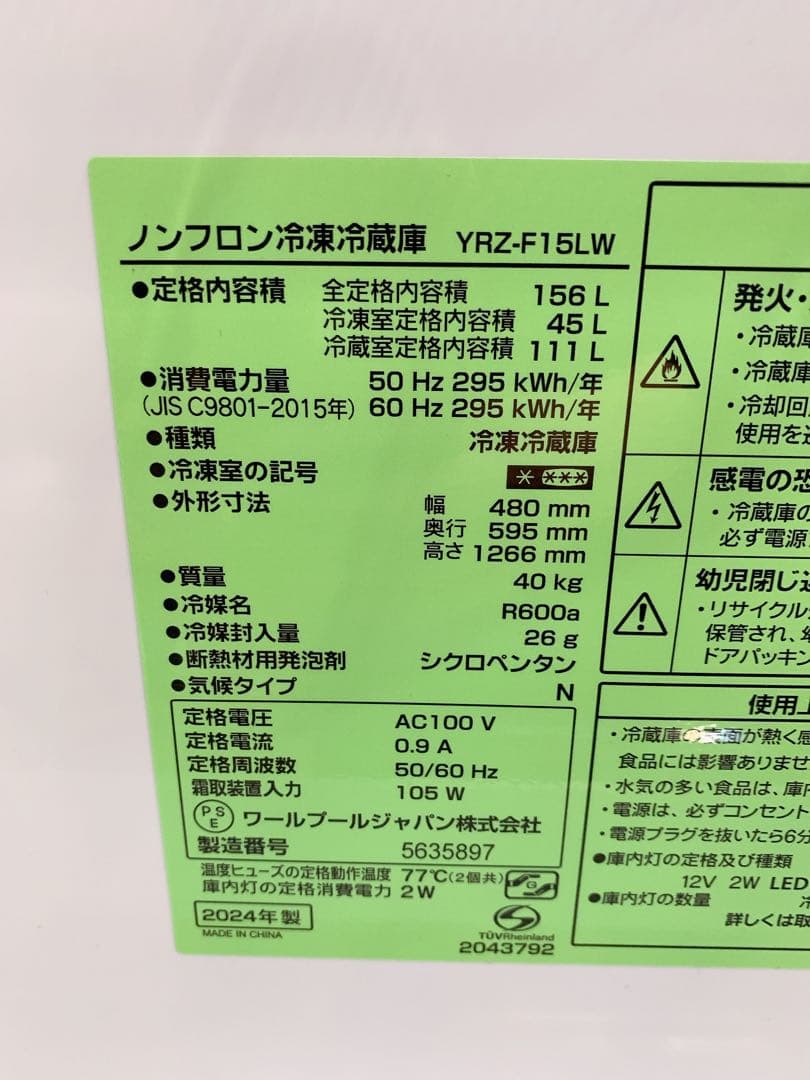 ノンフロン冷凍冷蔵庫 YRZ-F15LW
●定格内容積 全定格内容積 156 L
冷凍室定格内容積 45 L
冷蔵室定格内容積 111 L
●消費電力量 50 Hz 295 kWh/年
(JIS C9801-2015年) 60 Hz 295 kWh/年
●種類 冷凍冷蔵庫
●冷凍室の記号 * ***
●外形寸法 幅 480 mm
奥行 595 mm
高さ 1266 mm
●質量 40 kg
●冷媒名 R600a
●冷媒封入量 26 g
●断熱材用発泡剤 シクロペンタン
●気候タイプ N
定格電圧 AC100 V
定格電流 0.9 A
定格周波数 50/60 Hz
霜取装置入力 105 W
PSE ワールプールジャパン株式会社
製造番号 5635897
温度ヒューズの定格動作温度 77℃(2個共)
庫内灯の定格消費電力 2W
G
2024年製
MADE IN CHINA
TÜVRheinland
2043792
発火・
・冷蔵庫
・冷蔵庫
・冷却回
使用を
感電の恐
・冷蔵庫の
必ず電源
幼児閉じ込
・リサイクル
保管され、
ドアパッキン
使用上
・冷蔵庫の表面が熱く感
食品には影響ありませ
・水気の多い食品は、庫内
・電源は、必ずコンセント
・電源プラグを抜いたら6分
●庫内灯の定格及び種類
12V 2W LED
●庫内灯の数量
詳しくは取